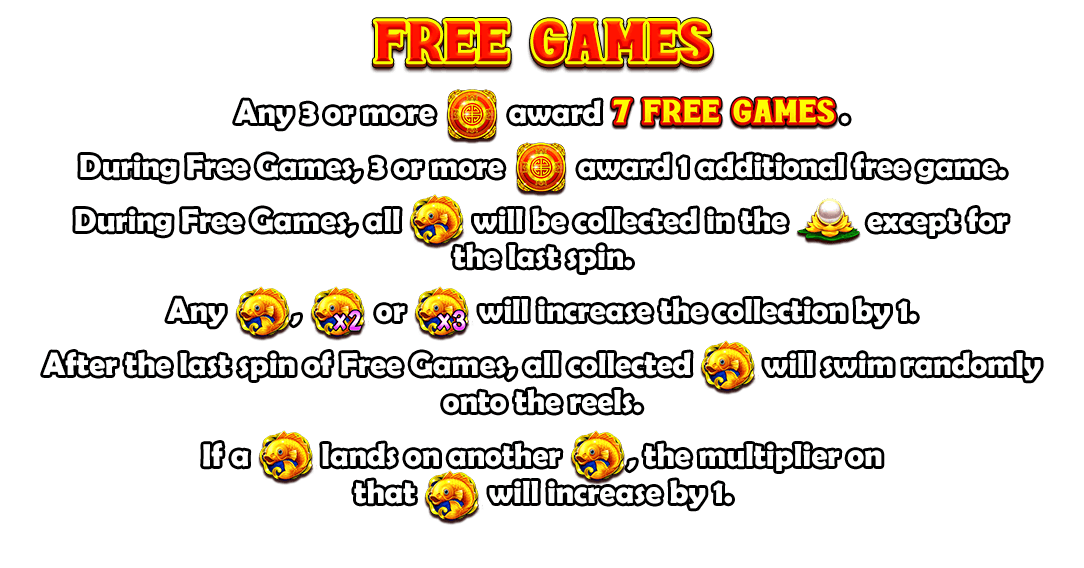 FREE GAMES
Any 3 or more award 7 FREE GAMES.
During Free Games, 3 or more award 1 additional free game.
During Free Games, all will be collected in the except for
the last spin.
Any , x2 or x3 will increase the collection by 1.
After the last spin of Free Games, all collected will swim randomly
onto the reels.
If a lands on another , the multiplier on
that will increase by 1.